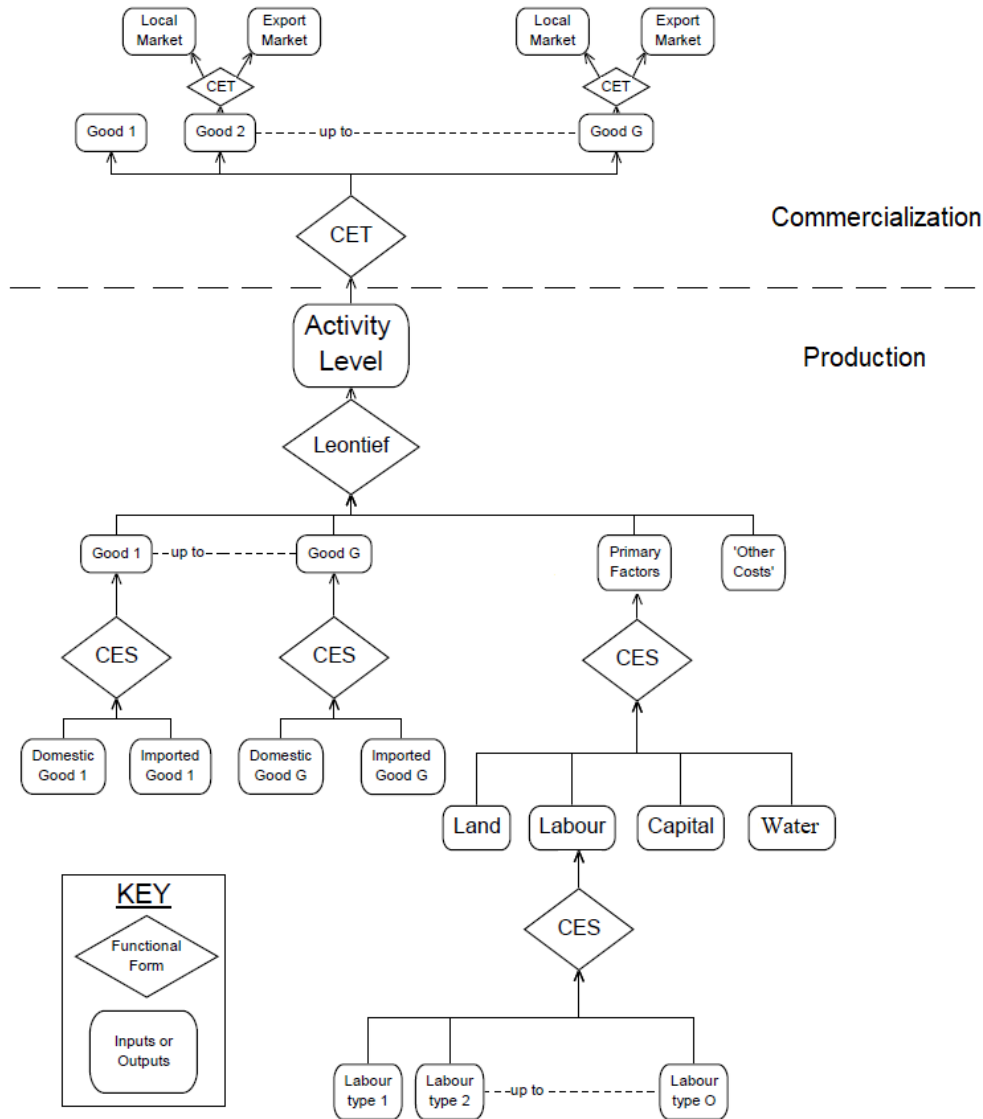 Local
Market
Export
Market
Local
Market
Export
Market
CET
CET
Good 1
Good 2
up to
Good G
CET
Commercialization
Activity
Level
Production
Leontief
Good 1
up to
Good G
Primary
Factors
'Other
Costs'
CES
CES
CES
Domestic
Good 1
Imported
Good 1
Domestic
Good G
Imported
Good G
Land
Labour
Capital
Water
KEY
Functional
Form
Inputs or
Outputs
CES
Labour
type 1
Labour
type 2
up to
Labour
type O